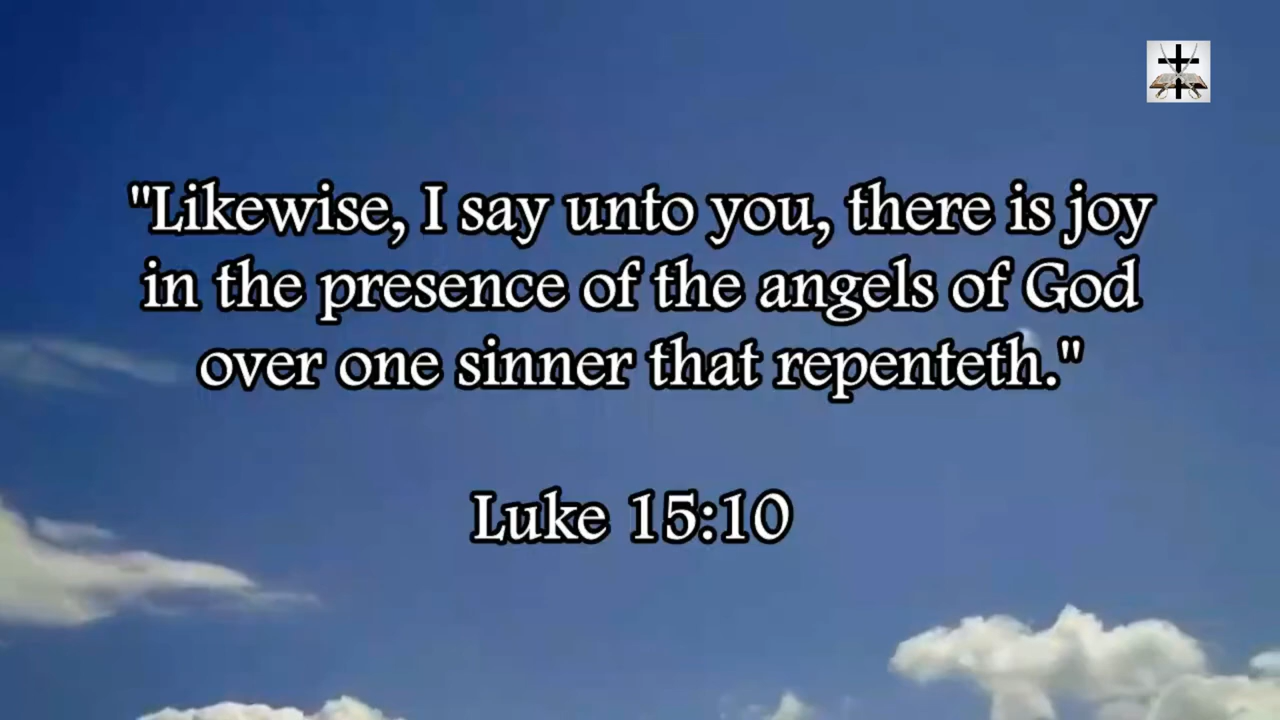 "Likewise, I say unto you, there is joy
in the presence of the angels of God
over one sinner that repenteth."
Luke 15:10